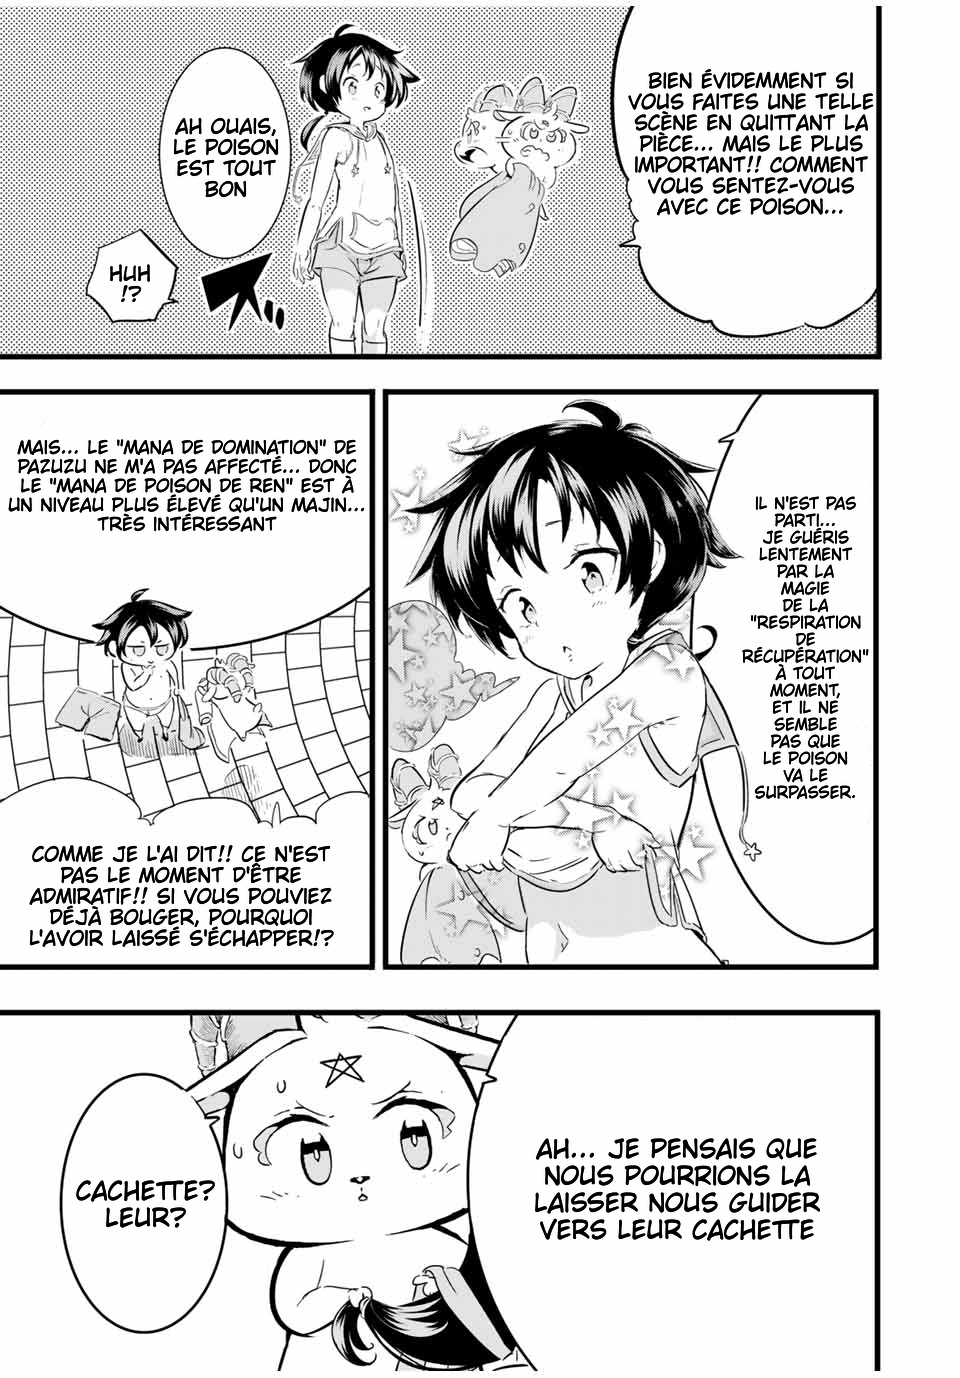 BIEN ÉVIDEMMENT SI
VOUS FAITES UNE TELLE
SCÈNE EN QUITTANT LA
PIÈCE... MAIS LE PLUS
IMPORTANT!! COMMENT
VOUS SENTEZ-VOUS
AVEC CE POISON...
AH OUAIS,
LE POISON
EST TOUT
BON
HUH
!?
IL N'EST PAS
PARTI...
JE GUÉRIS
LENTEMENT
PAR LA
MAGIE
DE LA
"RESPIRATION
DE
RÉCUPÉRATION"
À TOUT
MOMENT,
ET IL NE
SEMBLE
PAS QUE
LE POISON
VA LE
SURPASSER.
MAIS... LE "MANA DE DOMINATION" DE
PAZUZU NE M'A PAS AFFECTÉ... DONC
LE "MANA DE POISON DE REN" EST À
UN NIVEAU PLUS ÉLEVÉ QU'UN MAJIN...
TRÈS INTÉRESSANT
COMME JE L'AI DIT!! CE N'EST
PAS LE MOMENT D'ÊTRE
ADMIRATIF!! SI VOUS POUVIEZ
DÉJÀ BOUGER, POURQUOI
L'AVOIR LAISSÉ S'ÉCHAPPER!?
AH... JE PENSAIS QUE
NOUS POURRIONS LA
LAISSER NOUS GUIDER
VERS LEUR CACHETTE
CACHETTE?
LEUR?